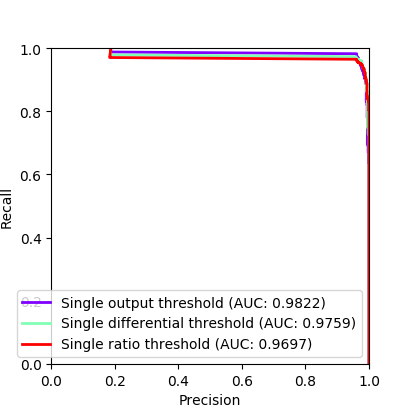 1.0
0.8
0.6
0.4
0.2
0.0
Recall
Single output threshold (AUC: 0.9822)
Single differential threshold (AUC: 0.9759)
Single ratio threshold (AUC: 0.9697)
0.0 0.2 0.4 0.6 0.8 1.0
Precision